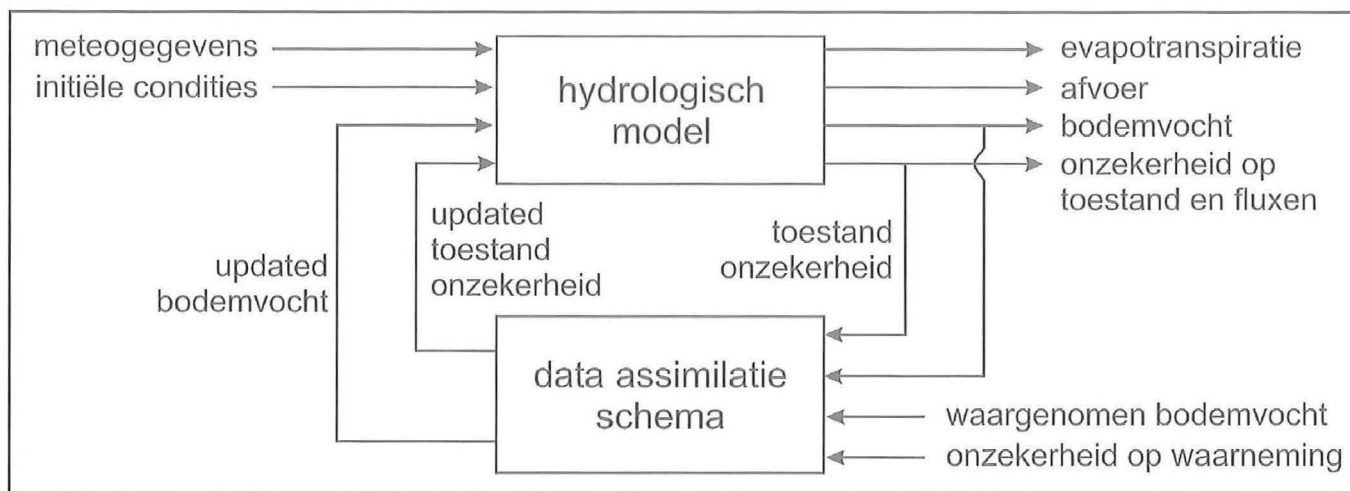 meteogegevens
initiële condities
hydrologisch
model
evapotranspiratie
afvoer
bodemvocht
onzekerheid op
toestand en fluxen
updated
toestand
onzekerheid
toestand
onzekerheid
updated
bodemvocht
data assimilatie
schema
waargenomen bodemvocht
onzekerheid op waarneming